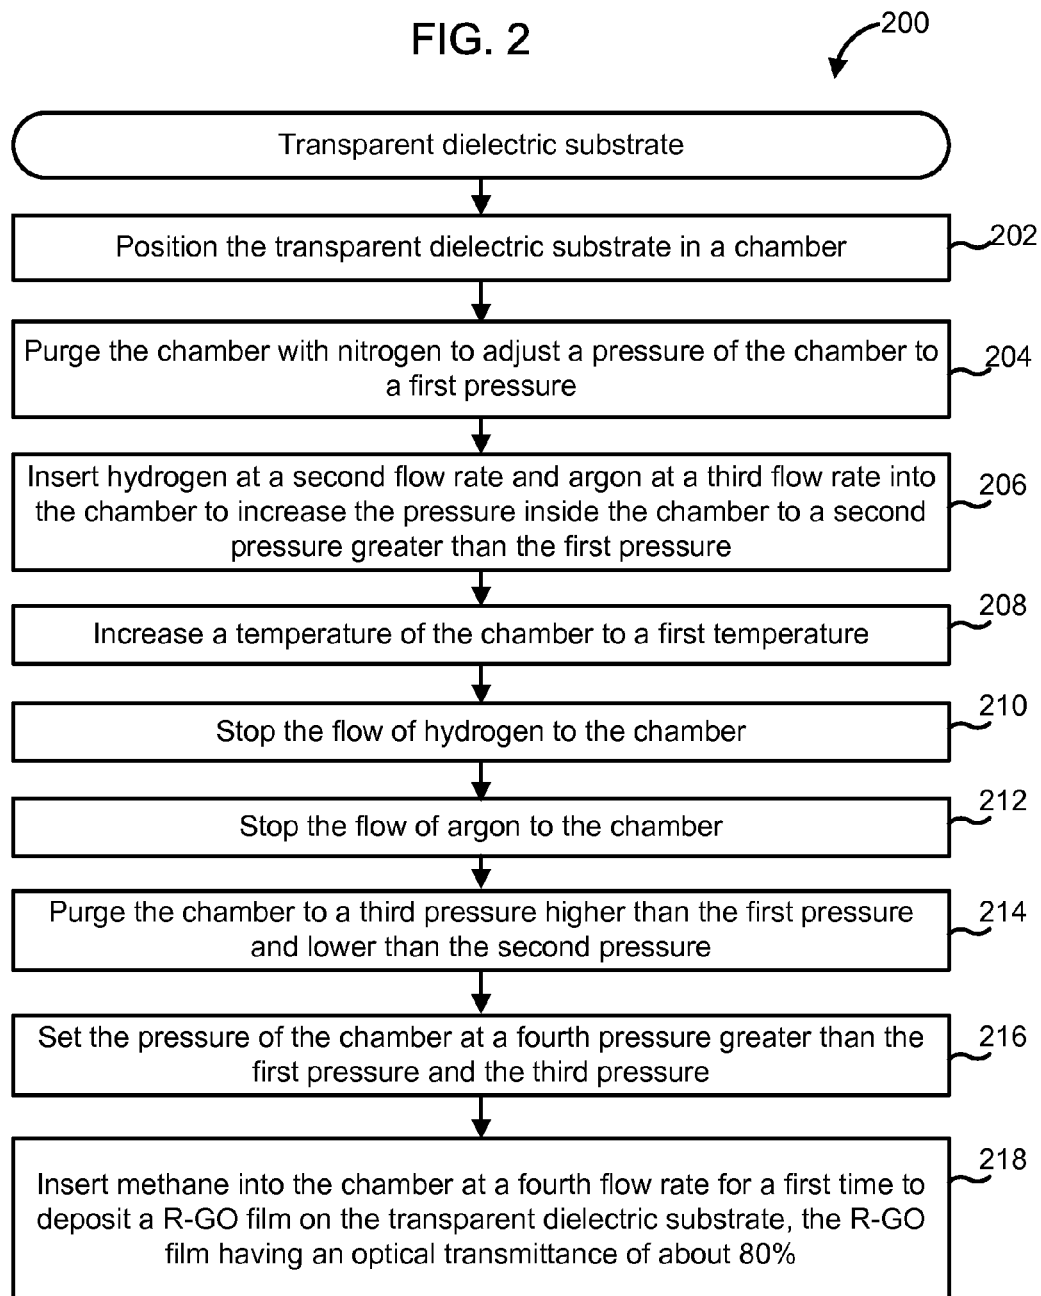 FIG. 2
200
Transparent dielectric substrate
Position the transparent dielectric substrate in a chamber
202
Purge the chamber with nitrogen to adjust a pressure of the chamber to
a first pressure
204
Insert hydrogen at a second flow rate and argon at a third flow rate into
the chamber to increase the pressure inside the chamber to a second
pressure greater than the first pressure
206
Increase a temperature of the chamber to a first temperature
208
Stop the flow of hydrogen to the chamber
210
Stop the flow of argon to the chamber
212
Purge the chamber to a third pressure higher than the first pressure
and lower than the second pressure
214
Set the pressure of the chamber at a fourth pressure greater than the
first pressure and the third pressure
216
Insert methane into the chamber at a fourth flow rate for a first time to
deposit a R-GO film on the transparent dielectric substrate, the R-GO
film having an optical transmittance of about 80%
218